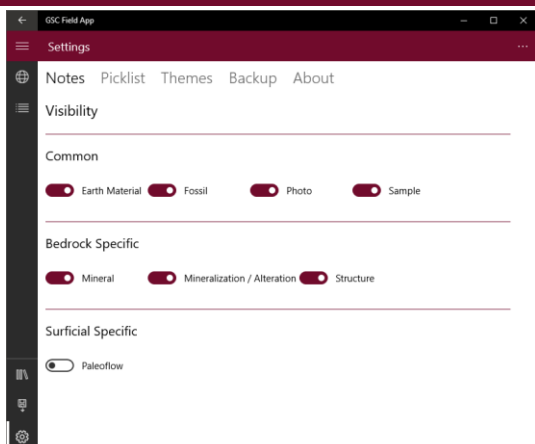 GSC Field App
Settings
Notes Picklist Themes Backup About
Visibility
Common
Earth Material Fossil Photo Sample
Bedrock Specific
Mineral Mineralization / Alteration Structure
Surficial Specific
Paleoflow